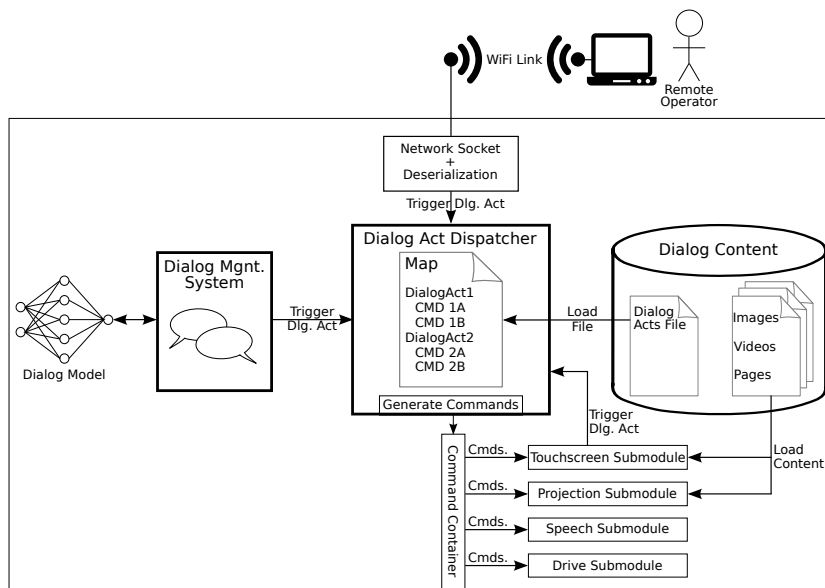 WiFi Link
Remote
Operator
Network Socket
+
Deserialization
Trigger Dlg. Act
Dialog Act Dispatcher
Map
DialogAct1
CMD 1A
CMD 1B
DialogAct2
CMD 2A
CMD 2B
Generate Commands
Dialog Mgnt.
System
Trigger
Dlg. Act
Dialog Model
Dialog Content
Load
File
Dialog
Acts File
Images
Videos
Pages
Trigger
Dlg. Act
Load
Content
Command Container
Cmds.
Touchscreen Submodule
Cmds.
Projection Submodule
Cmds.
Speech Submodule
Cmds.
Drive Submodule